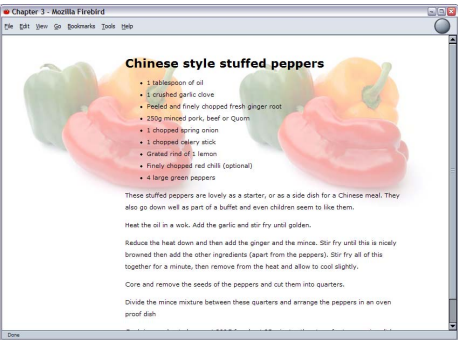 Chapter 3 - Mozilla Firebird
File Edit View Go Bookmarks Tools Help
Chinese style stuffed peppers
• 1 tablespoon of oil
• 1 crushed garlic clove
• Peeled and finely chopped fresh ginger root
• 250g minced pork, beef or Quorn
• 1 chopped spring onion
• 1 chopped celery stick
• Grated rind of 1 lemon
• Finely chopped red chilli (optional)
• 4 large green peppers
These stuffed peppers are lovely as a starter, or as a side dish for a Chinese meal. They
also go down well as part of a buffet and even children seem to like them.
Heat the oil in a wok. Add the garlic and stir fry until golden.
Reduce the heat down and then add the ginger and the mince. Stir fry until this is nicely
browned then add the other ingredients (apart from the peppers). Stir fry all of this
together for a minute, then remove from the heat and allow to cool slightly.
Core and remove the seeds of the peppers and cut them into quarters.
Divide the mince mixture between these quarters and arrange the peppers in an oven
proof dish
Done